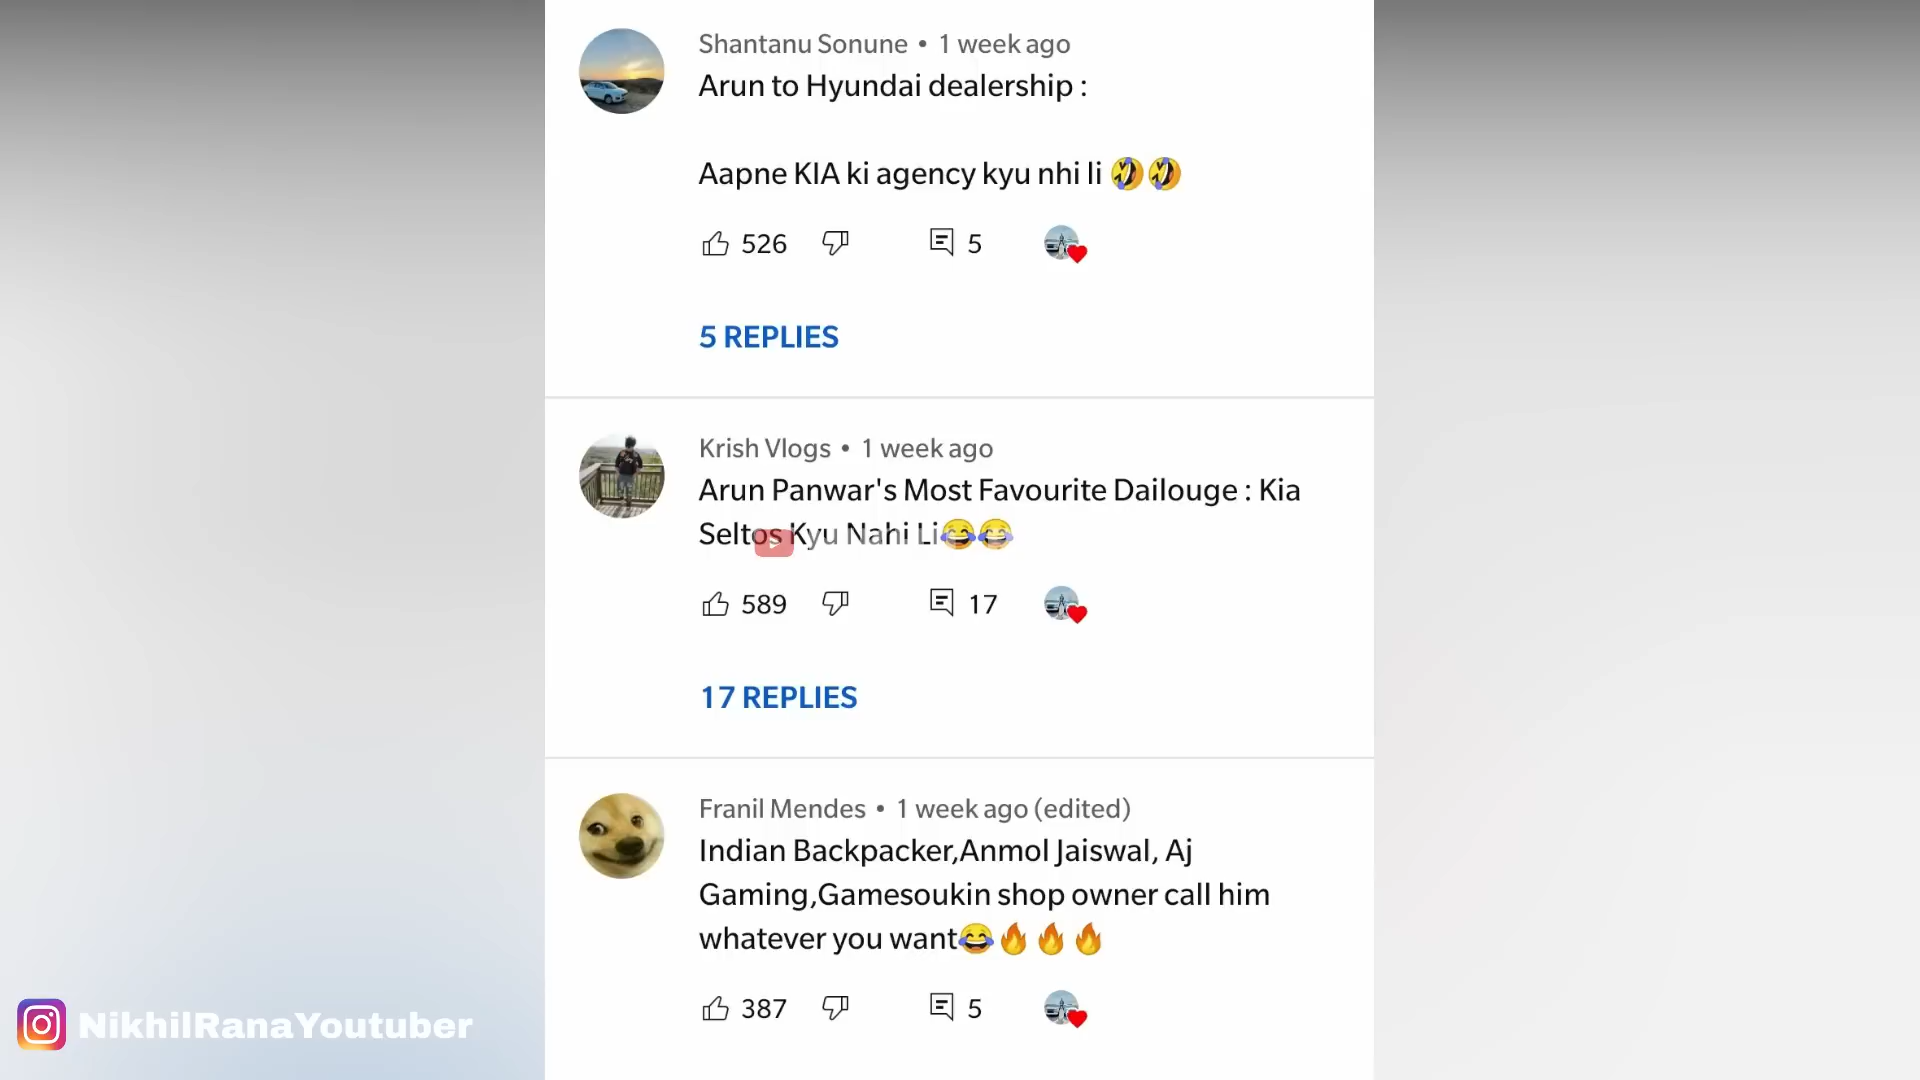 Shantanu Sonune • 1 week ago
Arun to Hyundai dealership :
Aapne KIA ki agency kyu nhi li 🤣🤣
526
5
5 REPLIES
Krish Vlogs • 1 week ago
Arun Panwar's Most Favourite Dailouge : Kia
Seltos Kyu Nahi Li😂😂
589
17
17 REPLIES
Franil Mendes • 1 week ago (edited)
Indian Backpacker,Anmol Jaiswal, Aj
Gaming,Gamesoukin shop owner call him
whatever you want😂🔥🔥🔥
387
5
NikhilRanaYoutuber